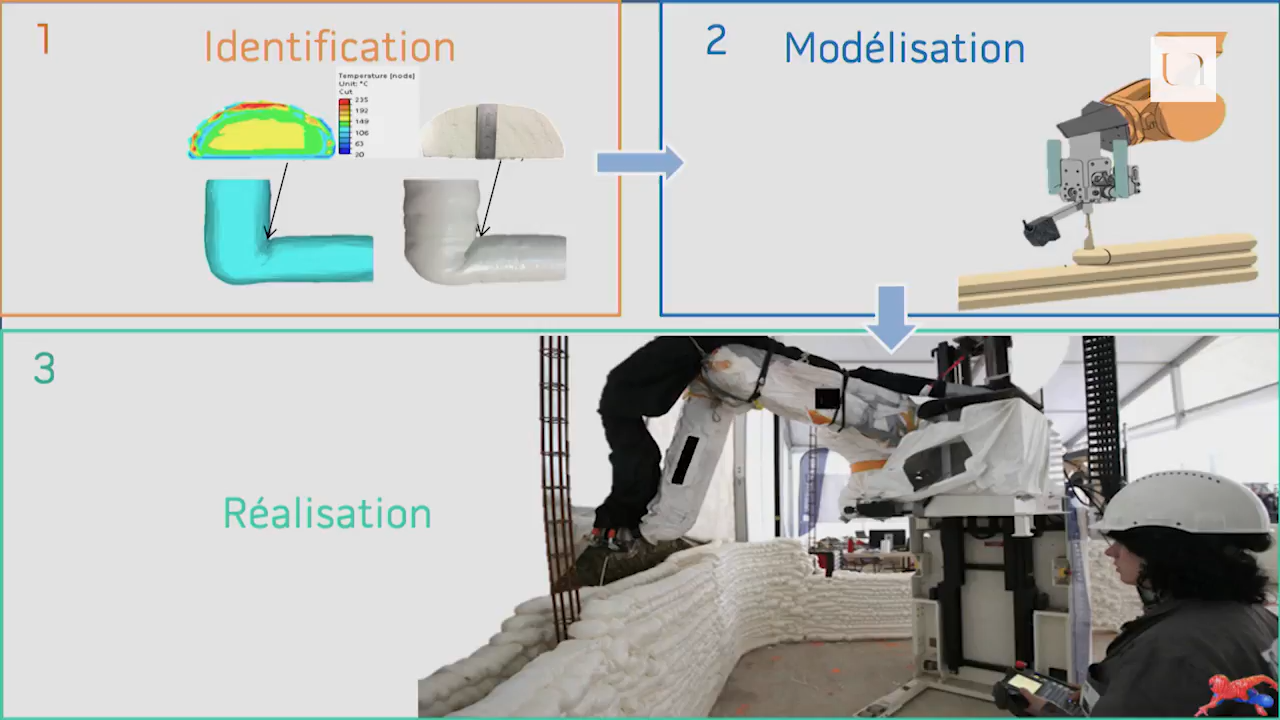 1
Identification
Temperature (node)
Unit: °C
Cut
235
192
149
106
63
20
2
Modélisation
3
Réalisation